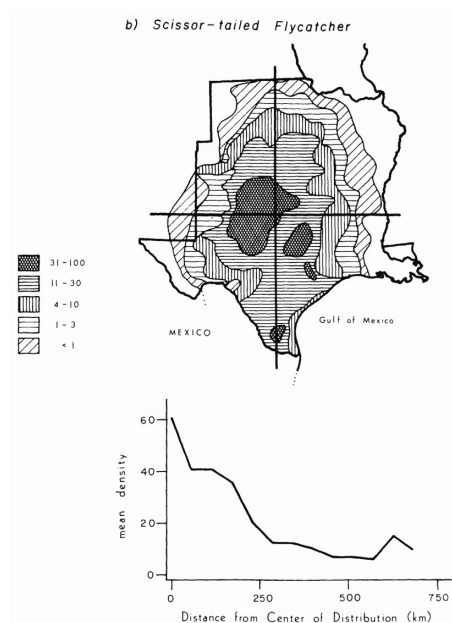 b) Scissor-tailed Flycatcher
31-100
11-30
4-10
1-3
<1
MEXICO
Gulf of Mexico
60
40
20
0
mean density
0
250
500
750
Distance from Center of Distribution (km)